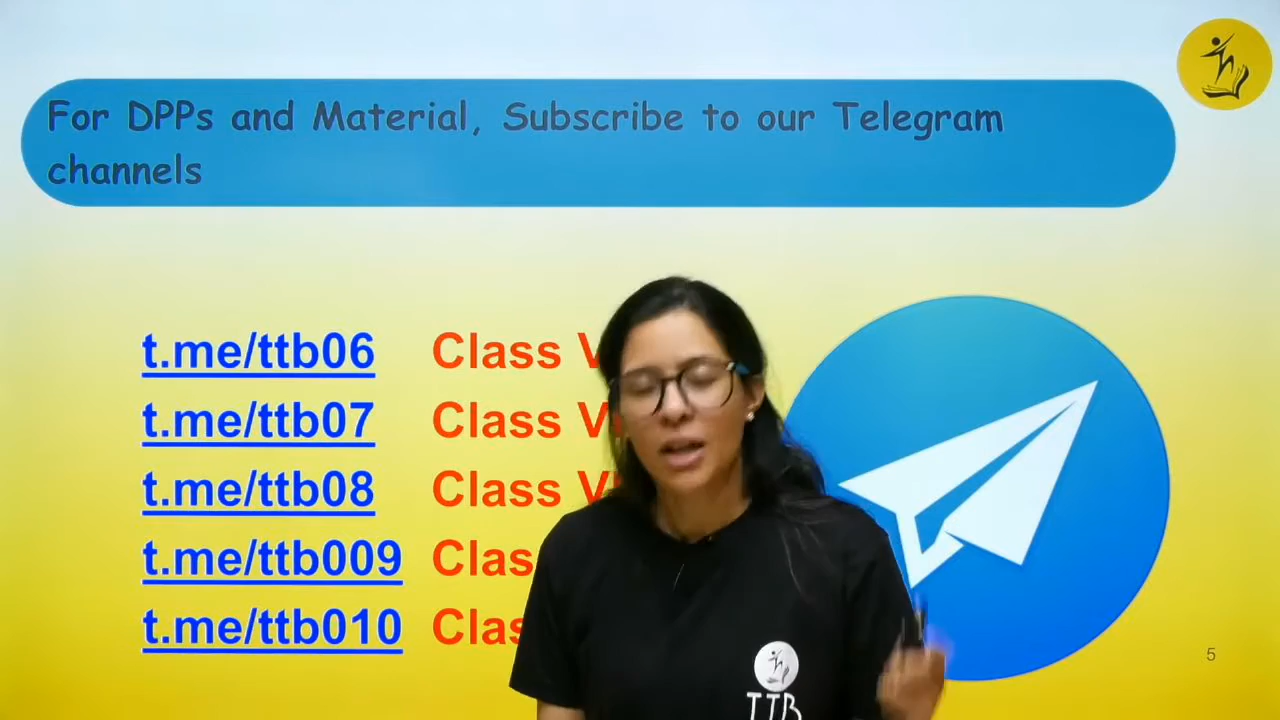 For DPPs and Material, Subscribe to our Telegram
channels
t.me/ttb06 Class
t.me/ttb07 Class
t.me/ttb08 Class
t.me/ttb009
t.me/ttb010
5
TTB